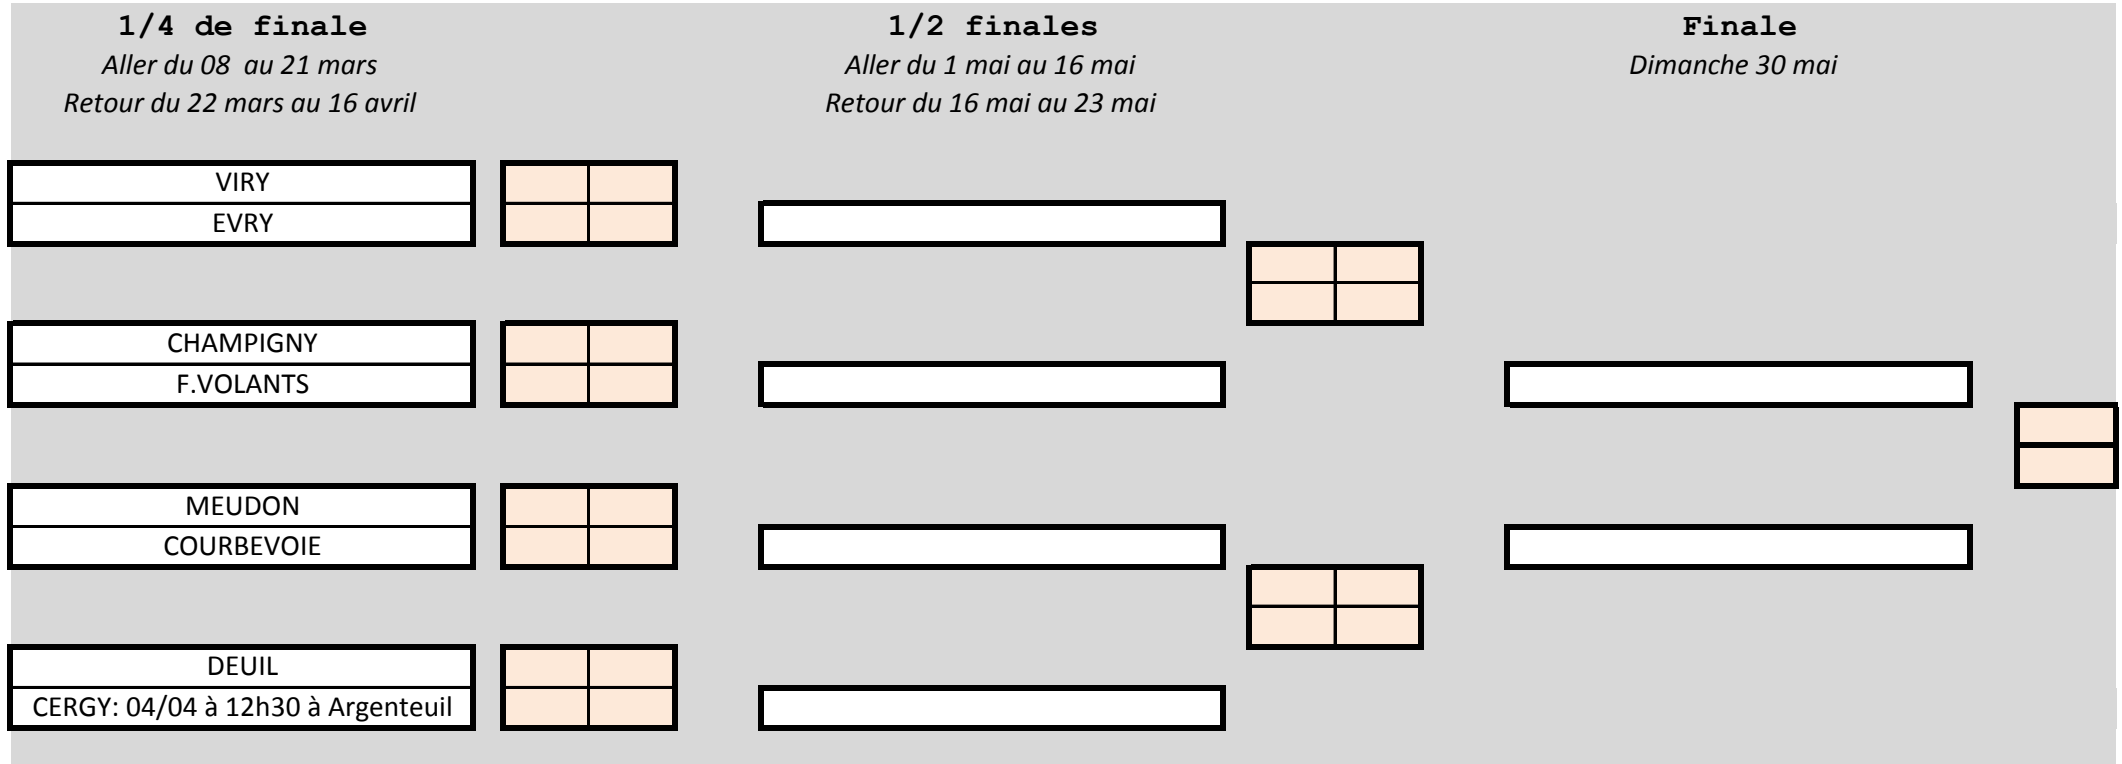 1/4 de finale
Aller du 08  au 21 mars
Retour du 22 mars au 16 avril
1/2 finales
Aller du 1 mai au 16 mai
Retour du 16 mai au 23 mai
Finale
Dimanche 30 mai
VIRY
EVRY
CHAMPIGNY
F.VOLANTS
MEUDON
COURBEVOIE
DEUIL
CERGY: 04/04 à 12h30 à Argenteuil